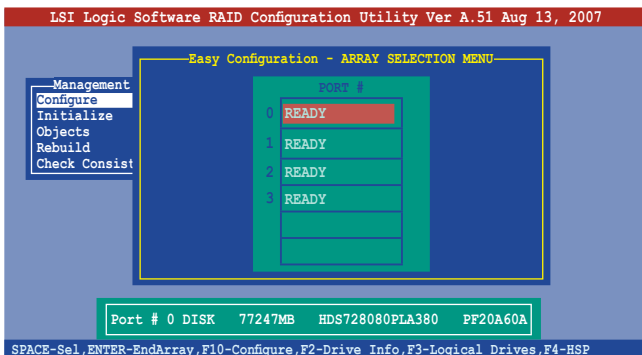 LSI Logic Software RAID Configuration Utility Ver A.51 Aug 13, 2007
Easy Configuration - ARRAY SELECTION MENU
Management
Configure
Initialize
Objects
Rebuild
Check Consist
PORT #
0 READY
1 READY
2 READY
3 READY
Port # 0 DISK 77247MB HDS728080PLA380 PF20A60A
SPACE-Sel,ENTER-EndArray,F10-Configure,F2-Drive Info,F3-Logical Drives,F4-HSP